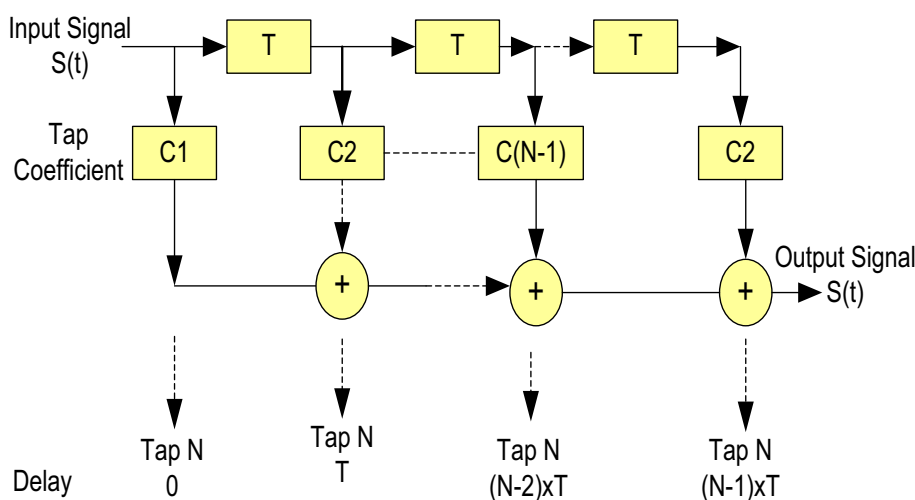 Input Signal
S(t)
T
T
T
Tap
Coefficient
C1
C2
C(N-1)
C2
+
+
+
Output Signal
S(t)
Delay
Tap N
0
Tap N
T
Tap N
(N-2)xT
Tap N
(N-1)xT